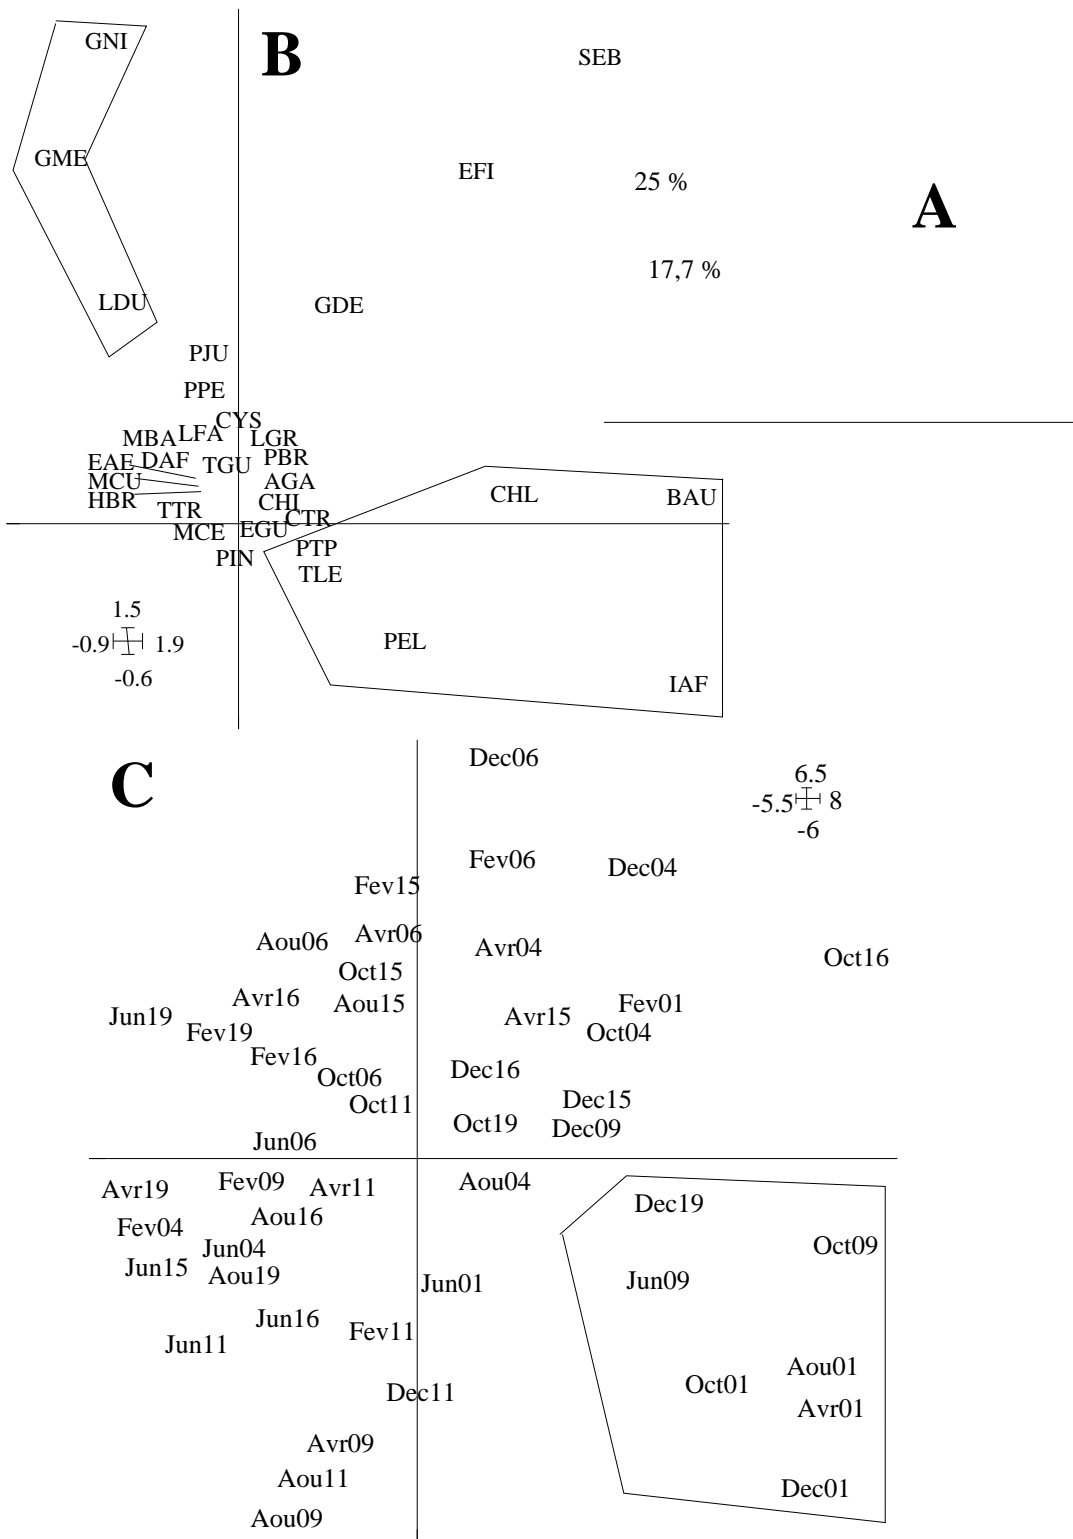 GNI
B
SEB
GME
EFI
25 %
A
17,7 %
LDU
GDE
PJU
PPE
CYS
MBA
LFA
LGR
EAE
DAF
TGU
PBR
MCU
AGA
HBR
CHI
CHL
BAU
TTR
CTR
MCE
EGU
PIN
PTP
TLE
1.5
-0.9
1.9
-0.6
PEL
IAF
C
Dec06
6.5
-5.5
8
-6
Fev06
Dec04
Fev15
Aou06
Avr06
Avr04
Oct16
Oct15
Avr16
Aou15
Fev01
Jun19
Fev19
Avr15
Oct04
Fev16
Oct06
Dec16
Oct11
Dec15
Oct19
Dec09
Jun06
Avr19
Fev09
Avr11
Aou04
Dec19
Fev04
Aou16
Jun04
Oct09
Jun15
Aou19
Jun01
Jun09
Jun16
Jun11
Fev11
Aou01
Oct01
Dec11
Avr01
Avr09
Aou11
Dec01
Aou09